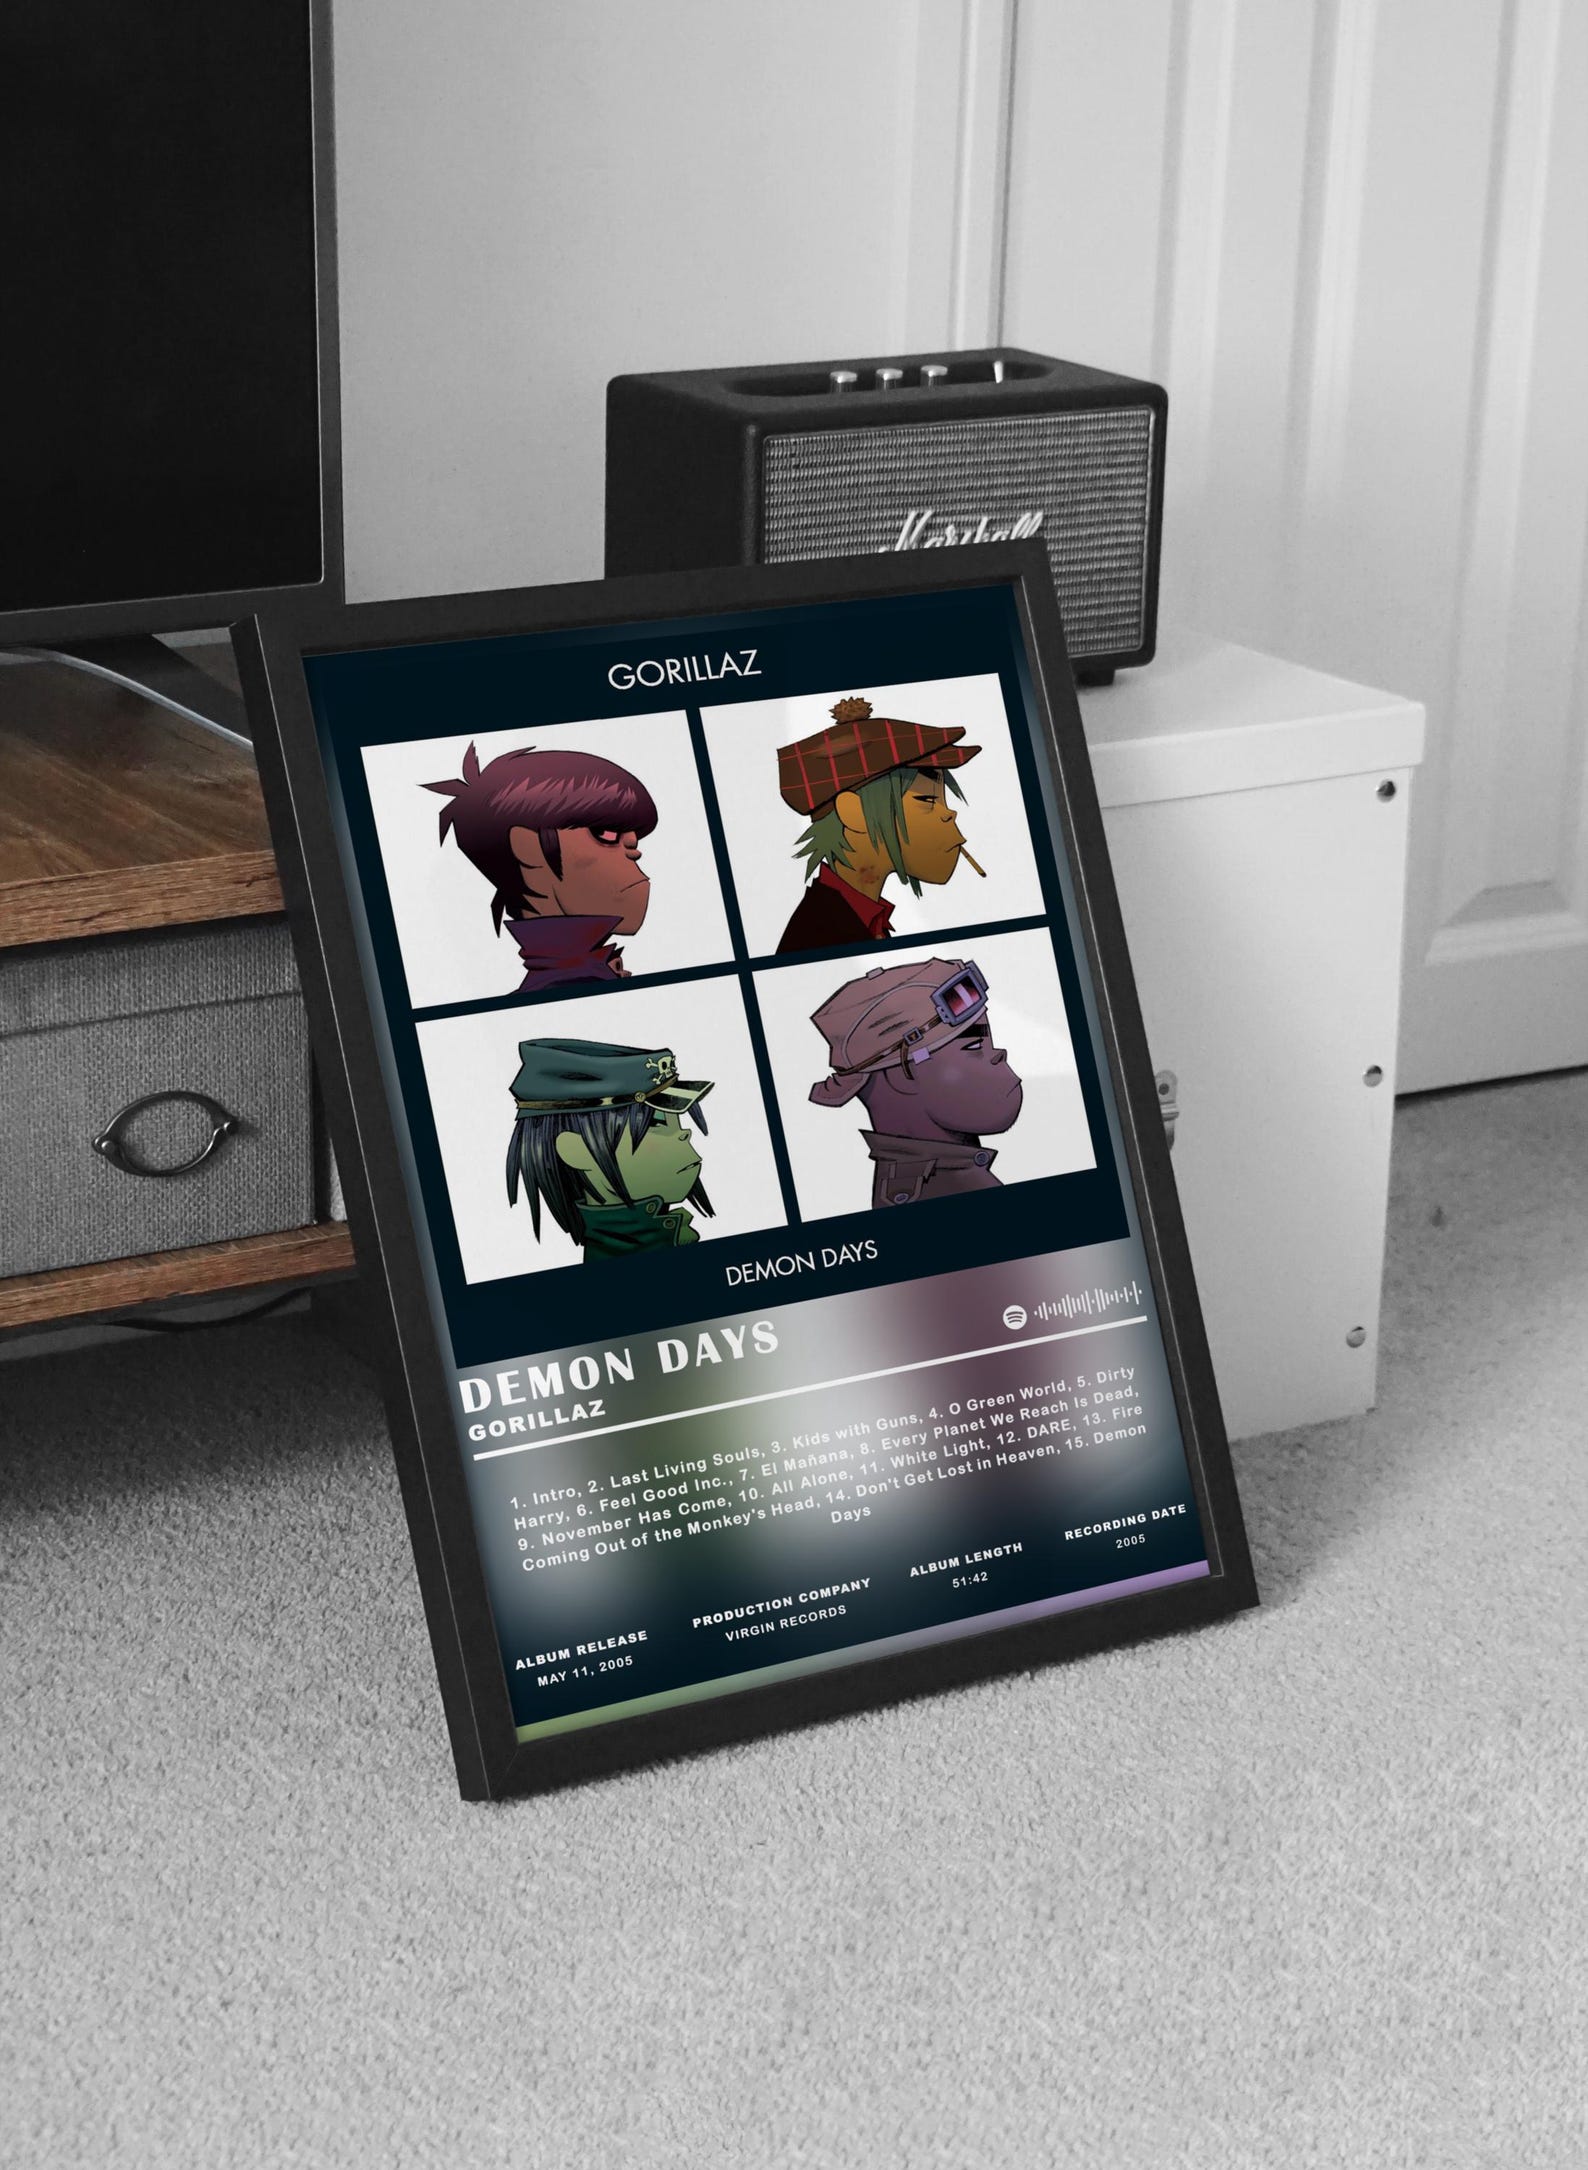 Marshall
GORILLAZ
DEMON DAYS
DEMON DAYS
GORILLAZ
1. Intro, 2. Last Living Souls, 3. Kids with Guns, 4. O Green World, 5. Dirty
Harry, 6. Feel Good Inc., 7. El Mañana, 8. Every Planet We Reach Is Dead,
9. November Has Come, 10. All Alone, 11. White Light, 12. DARE, 13. Fire
Coming Out of the Monkey's Head, 14. Don't Get Lost in Heaven, 15. Demon
Days
ALBUM RELEASE
MAY 11, 2005
PRODUCTION COMPANY
VIRGIN RECORDS
ALBUM LENGTH
51:42
RECORDING DATE
2005